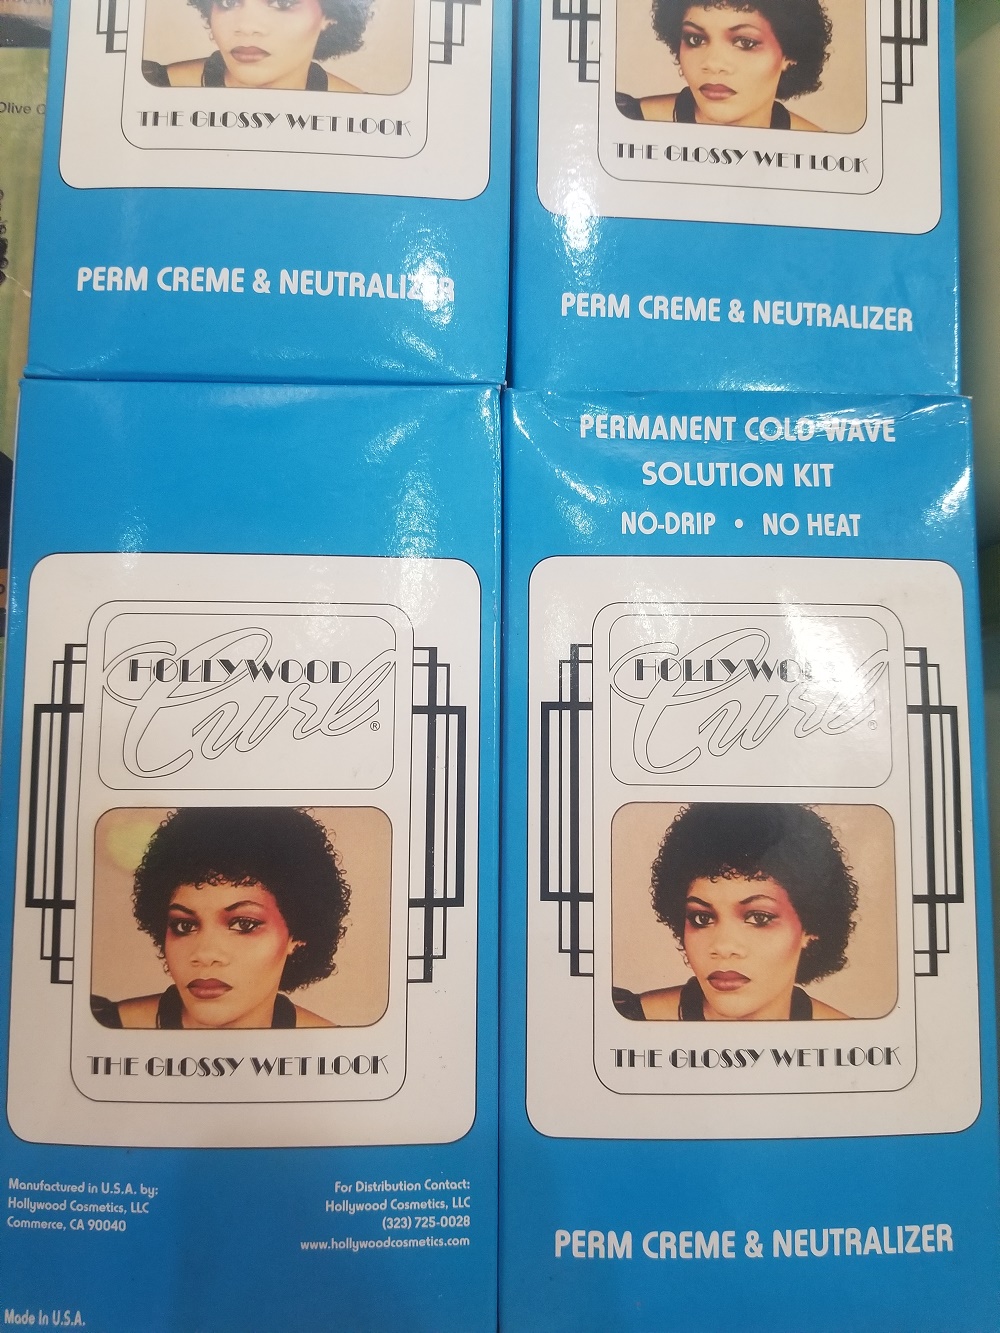 Olive O
THE GLOSSY WET LOOK
PERM CREME & NEUTRALIZER
THE GLOSSY WET LOOK
PERM CREME & NEUTRALIZER
HOLLYWOOD
Curl®
THE GLOSSY WET LOOK
Manufactured in U.S.A. by:
Hollywood Cosmetics, LLC
Commerce, CA 90040
For Distribution Contact:
Hollywood Cosmetics, LLC
(323) 725-0028
www.hollywoodcosmetics.com
Made In U.S.A.
PERMANENT COLD WAVE
SOLUTION KIT
NO-DRIP • NO HEAT
HOLLYWOOD
Curl®
THE GLOSSY WET LOOK
PERM CREME & NEUTRALIZER